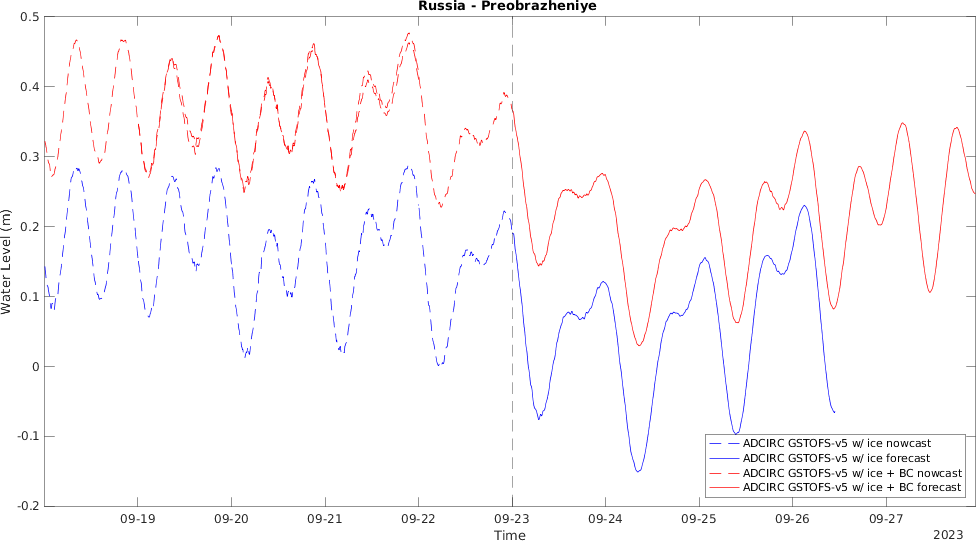 Russia - Preobrazheniye
0.5
0.4
0.3
0.2
0.1
0
-0.1
-0.2
Water Level (m)
09-19 09-20 09-21 09-22 09-23 09-24 09-25 09-26 09-27
Time
2023
ADCIRC GSTOFS-v5 w/ ice nowcast
ADCIRC GSTOFS-v5 w/ ice forecast
ADCIRC GSTOFS-v5 w/ ice + BC nowcast
ADCIRC GSTOFS-v5 w/ ice + BC forecast